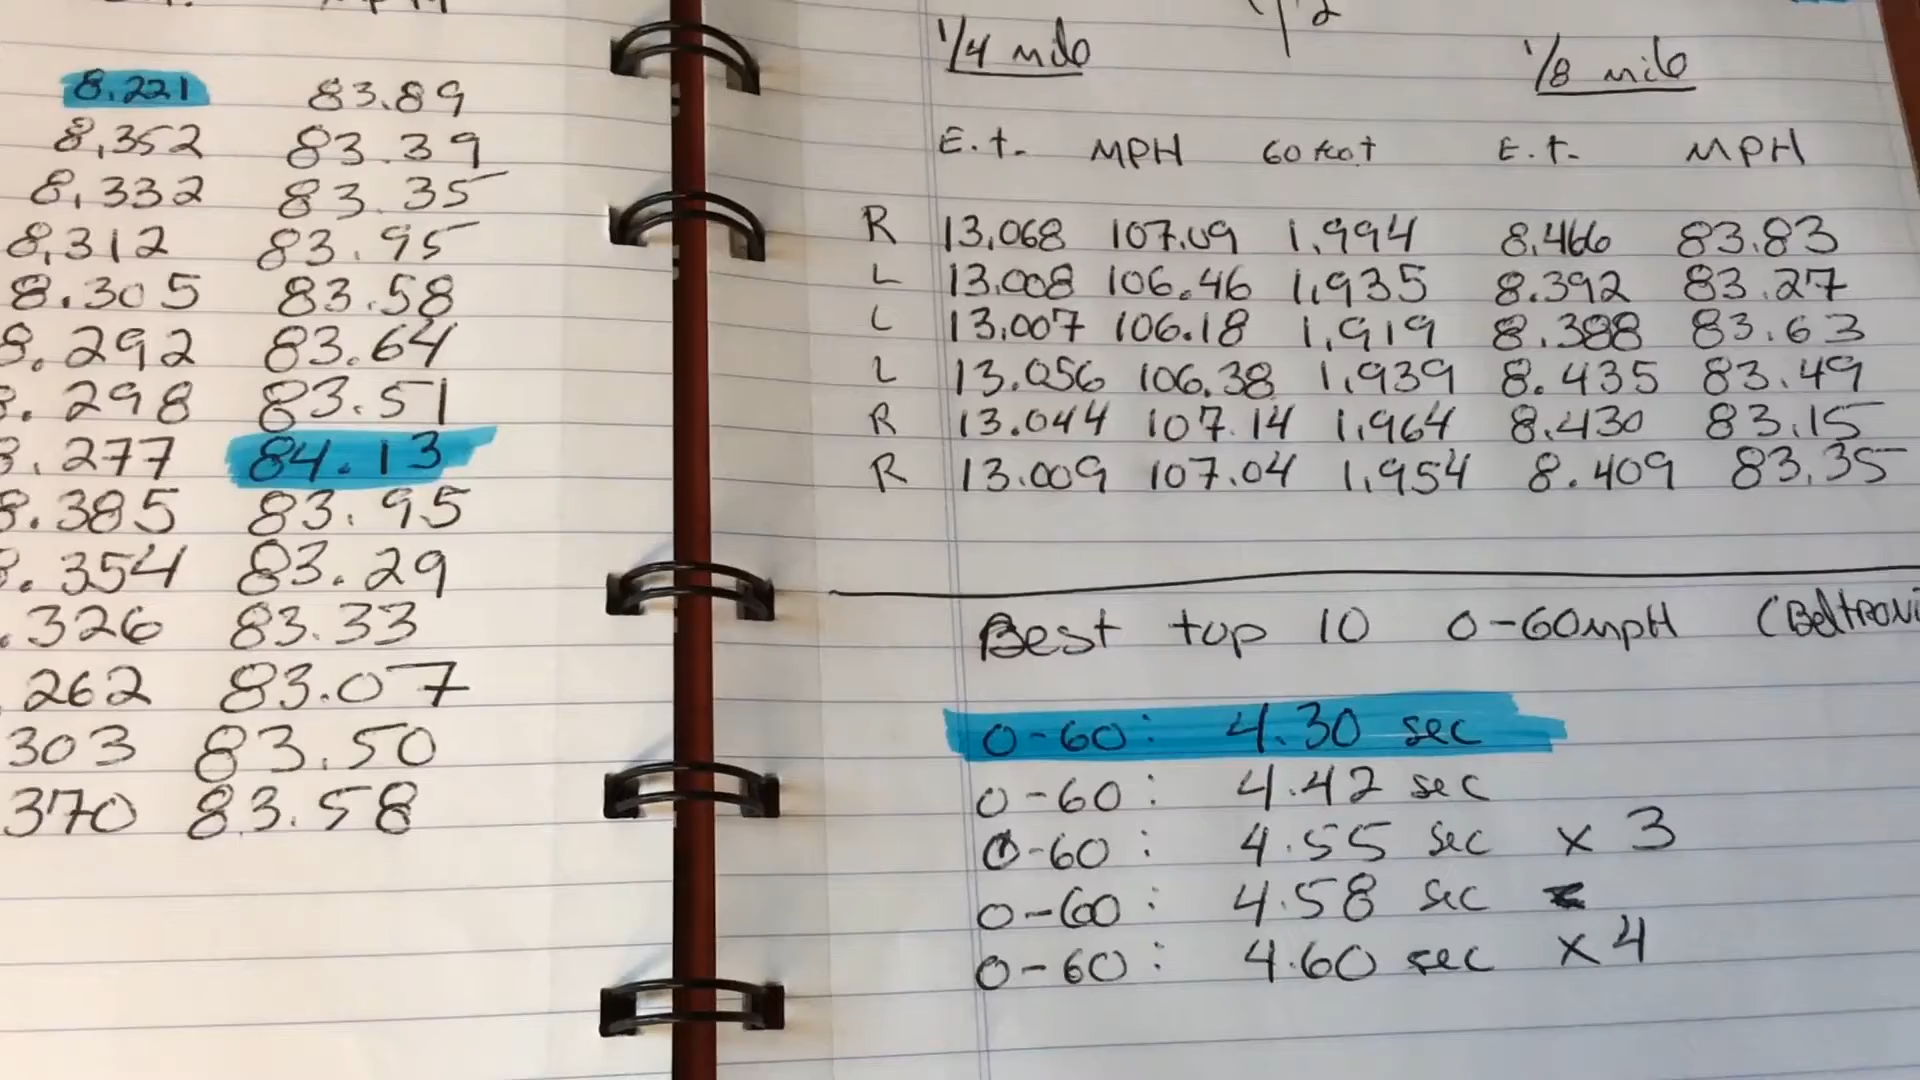 8.221 83.89
8,352 83.39
8,332 83.35
8,312 83.95
8.305 83.58
8.292 83.64
8.298 83.51
8.277 84.13
8.385 83.95
8.354 83.29
.326 83.33
262 83.07
303 83.50
370 83.58
1/4 mile 1/8 mile
E.t. MPH 60 foot E.t. MPH
R 13.068 107.09 1.994 8.466 83.83
L 13.008 106.46 1.935 8.392 83.27
L 13.007 106.18 1.919 8.388 83.63
L 13.056 106.38 1.939 8.435 83.49
R 13.044 107.14 1.964 8.430 83.15
R 13.009 107.04 1.954 8.409 83.35
Best top 10 0-60mpH (Beltroni
0-60: 4.30 sec
0-60: 4.42 sec
0-60: 4.55 sec x 3
0-60: 4.58 sec
0-60: 4.60 sec x 4